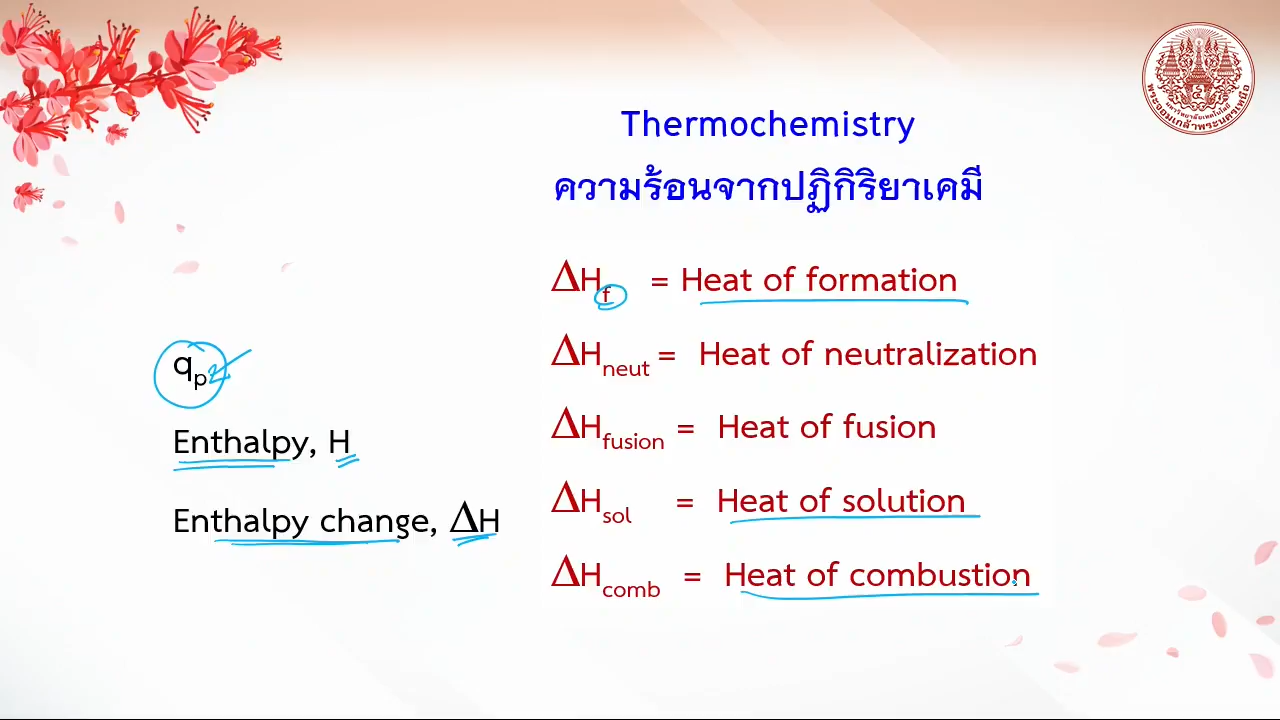 Thermochemistry
ความร้อนจากปฏิกิริยาเคมี
qp
Enthalpy, H
Enthalpy change, ΔH
ΔHf = Heat of formation
ΔHneut = Heat of neutralization
ΔHfusion = Heat of fusion
ΔHsol = Heat of solution
ΔHcomb = Heat of combustion